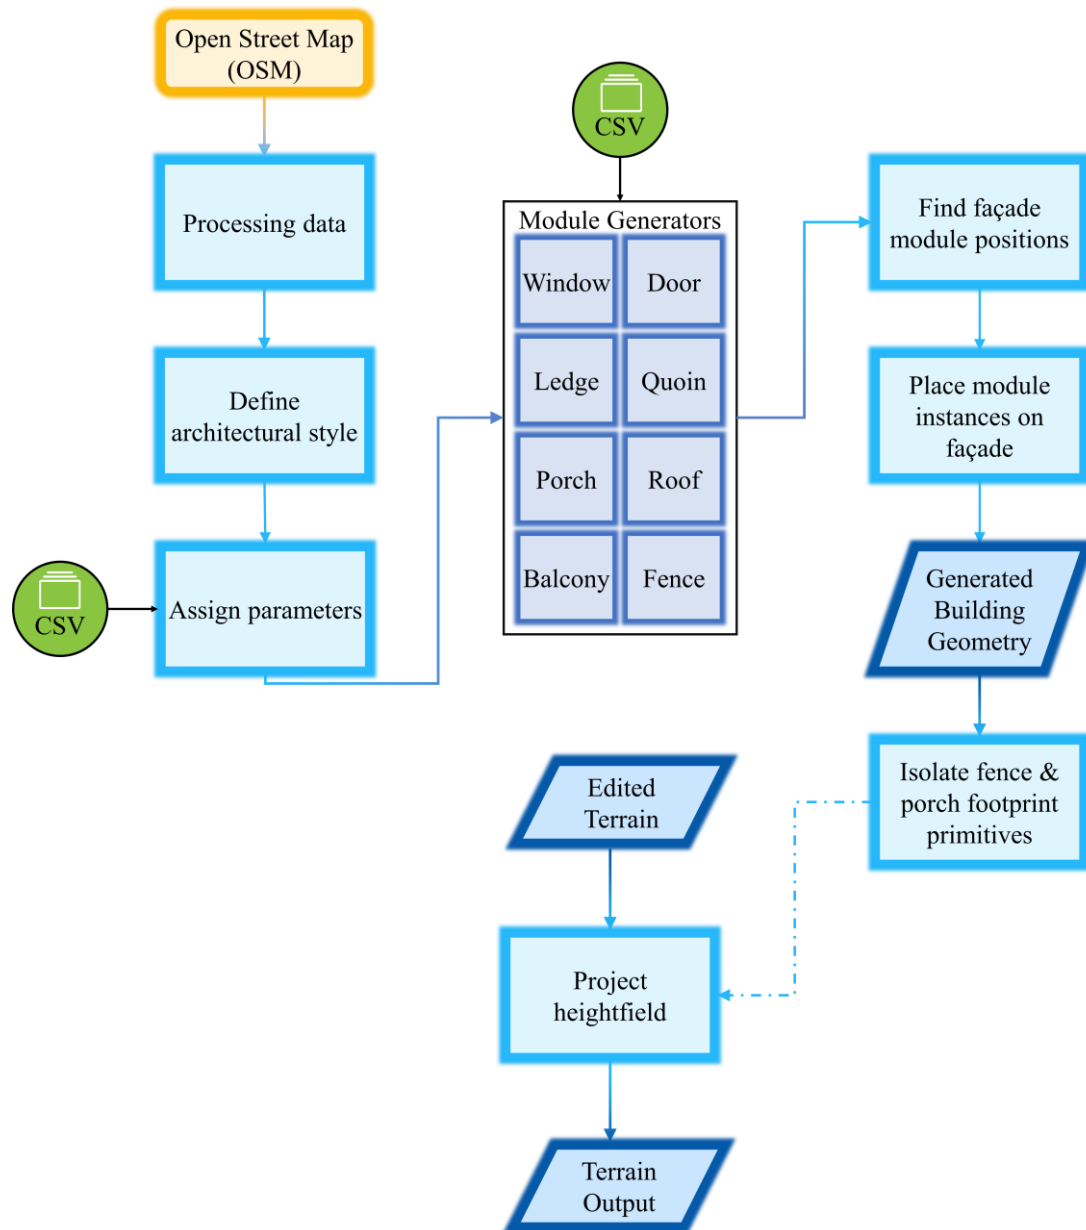 Open Street Map
(OSM)
Processing data
Define
architectural style
Assign parameters
CSV
CSV
Module Generators
Window
Door
Ledge
Quoin
Porch
Roof
Balcony
Fence
Find façade
module positions
Place module
instances on
façade
Generated
Building
Geometry
Isolate fence &
porch footprint
primitives
Edited
Terrain
Project
heightfield
Terrain
Output